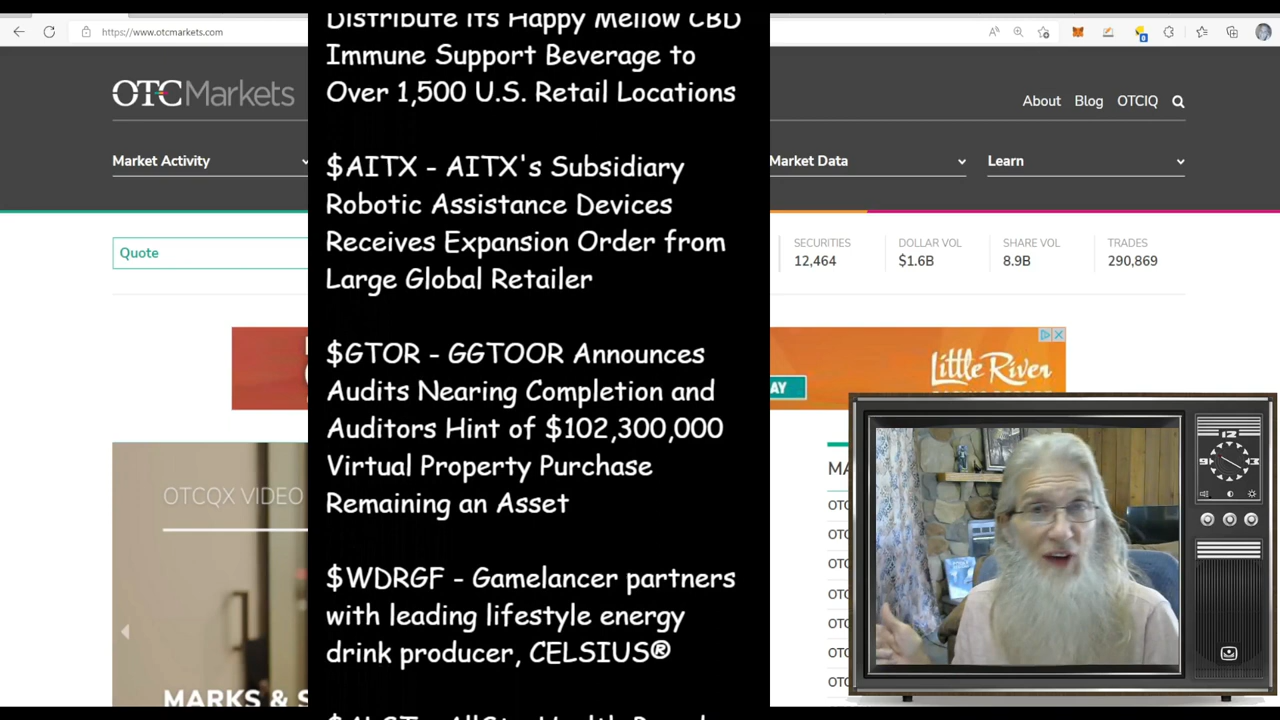 https://www.otcmarkets.com
OTCMarkets
About
Blog
OTCIQ
Market Activity
Market Data
Learn
Quote
SECURITIES
12,464
DOLLAR VOL
$1.6B
SHARE VOL
8.9B
TRADES
290,869
Distribute its Happy Mellow CBD
Immune Support Beverage to
Over 1,500 U.S. Retail Locations
$AITX - AITX's Subsidiary
Robotic Assistance Devices
Receives Expansion Order from
Large Global Retailer
$GTOR - GGTOOR Announces
Audits Nearing Completion and
Auditors Hint of $102,300,000
Virtual Property Purchase
Remaining an Asset
$WDRGF - Gamelancer partners
with leading lifestyle energy
drink producer, CELSIUS®
Little River
OTCQX VIDEO
MARKS & S
12
9
3